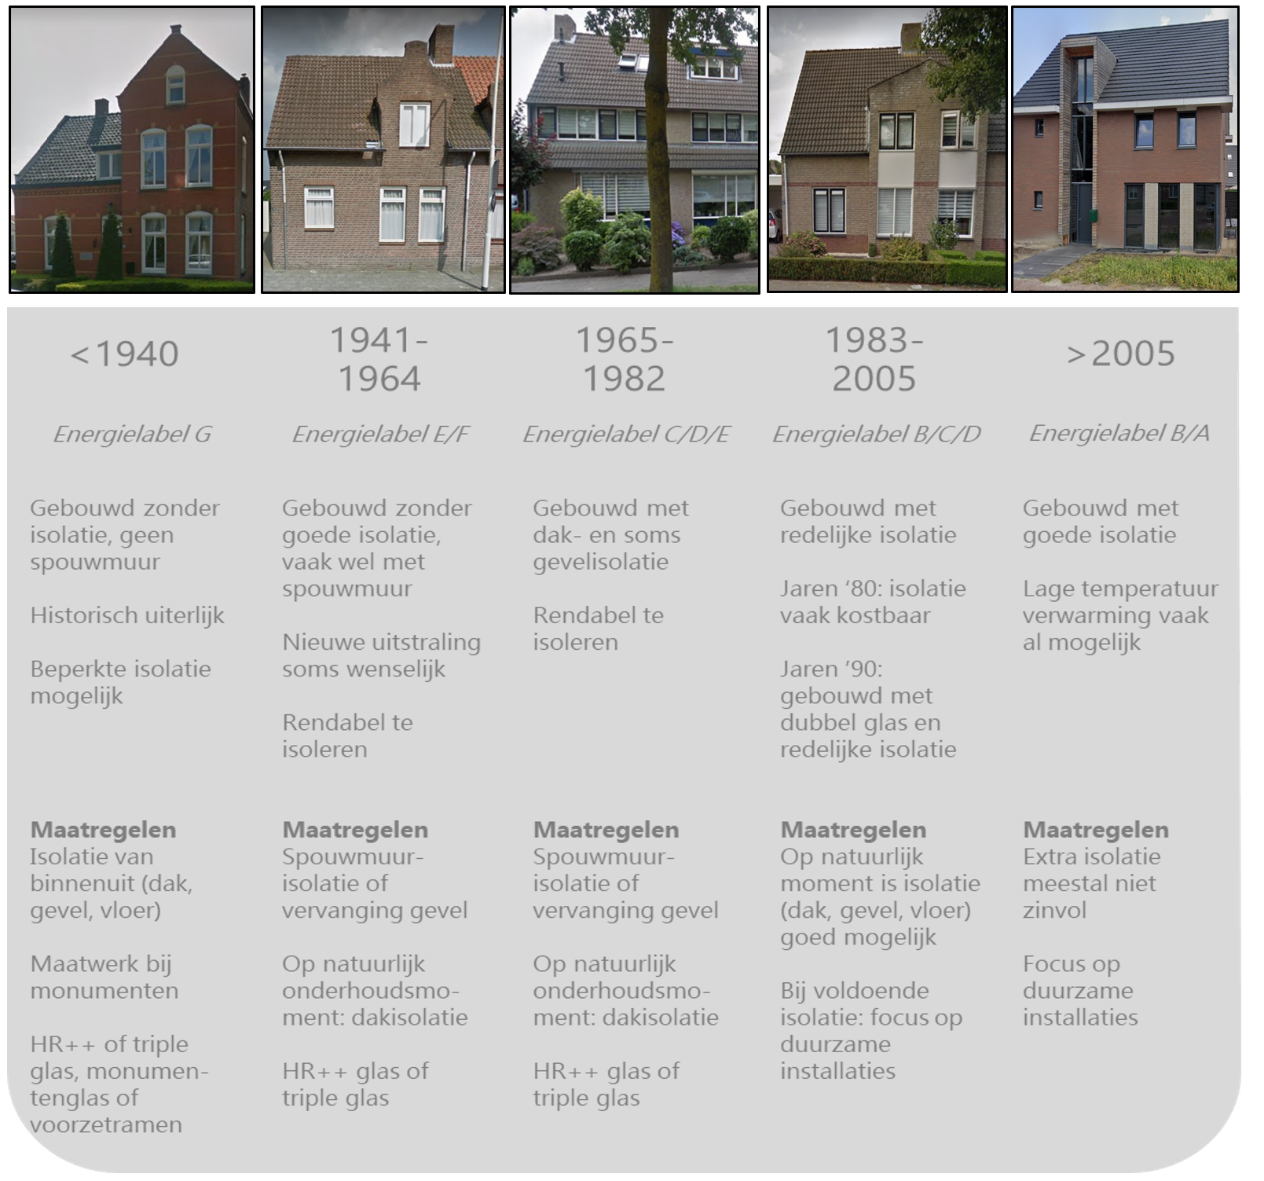 <1940
Energielabel G
Gebouwd zonder
isolatie, geen
spouwmuur
Historisch uiterlijk
Beperkte isolatie
mogelijk
Maatregelen
Isolatie van
binnenuit (dak,
gevel, vloer)
Maatwerk bij
monumenten
HR++ of triple
glas, monumen-
tenglas of
voorzetramen
1941-
1964
Energielabel E/F
Gebouwd zonder
goede isolatie,
vaak wel met
spouwmuur
Nieuwe uitstraling
soms wenselijk
Rendabel te
isoleren
Maatregelen
Spouwmuur-
isolatie of
vervanging gevel
Op natuurlijk
onderhoudsmo-
ment: dakisolatie
HR++ glas of
triple glas
1965-
1982
Energielabel C/D/E
Gebouwd met
dak- en soms
gevelisolatie
Rendabel te
isoleren
Maatregelen
Spouwmuur-
isolatie of
vervanging gevel
Op natuurlijk
onderhoudsmo-
ment: dakisolatie
HR++ glas of
triple glas
1983-
2005
Energielabel B/C/D
Gebouwd met
redelijke isolatie
Jaren ‘80: isolatie
vaak kostbaar
Jaren ’90:
gebouwd met
dubbel glas en
redelijke isolatie
Maatregelen
Op natuurlijk
moment is isolatie
(dak, gevel, vloer)
goed mogelijk
Bij voldoende
isolatie: focus op
duurzame
installaties
>2005
Energielabel B/A
Gebouwd met
goede isolatie
Lage temperatuur
verwarming vaak
al mogelijk
Maatregelen
Extra isolatie
meestal niet
zinvol
Focus op
duurzame
installaties